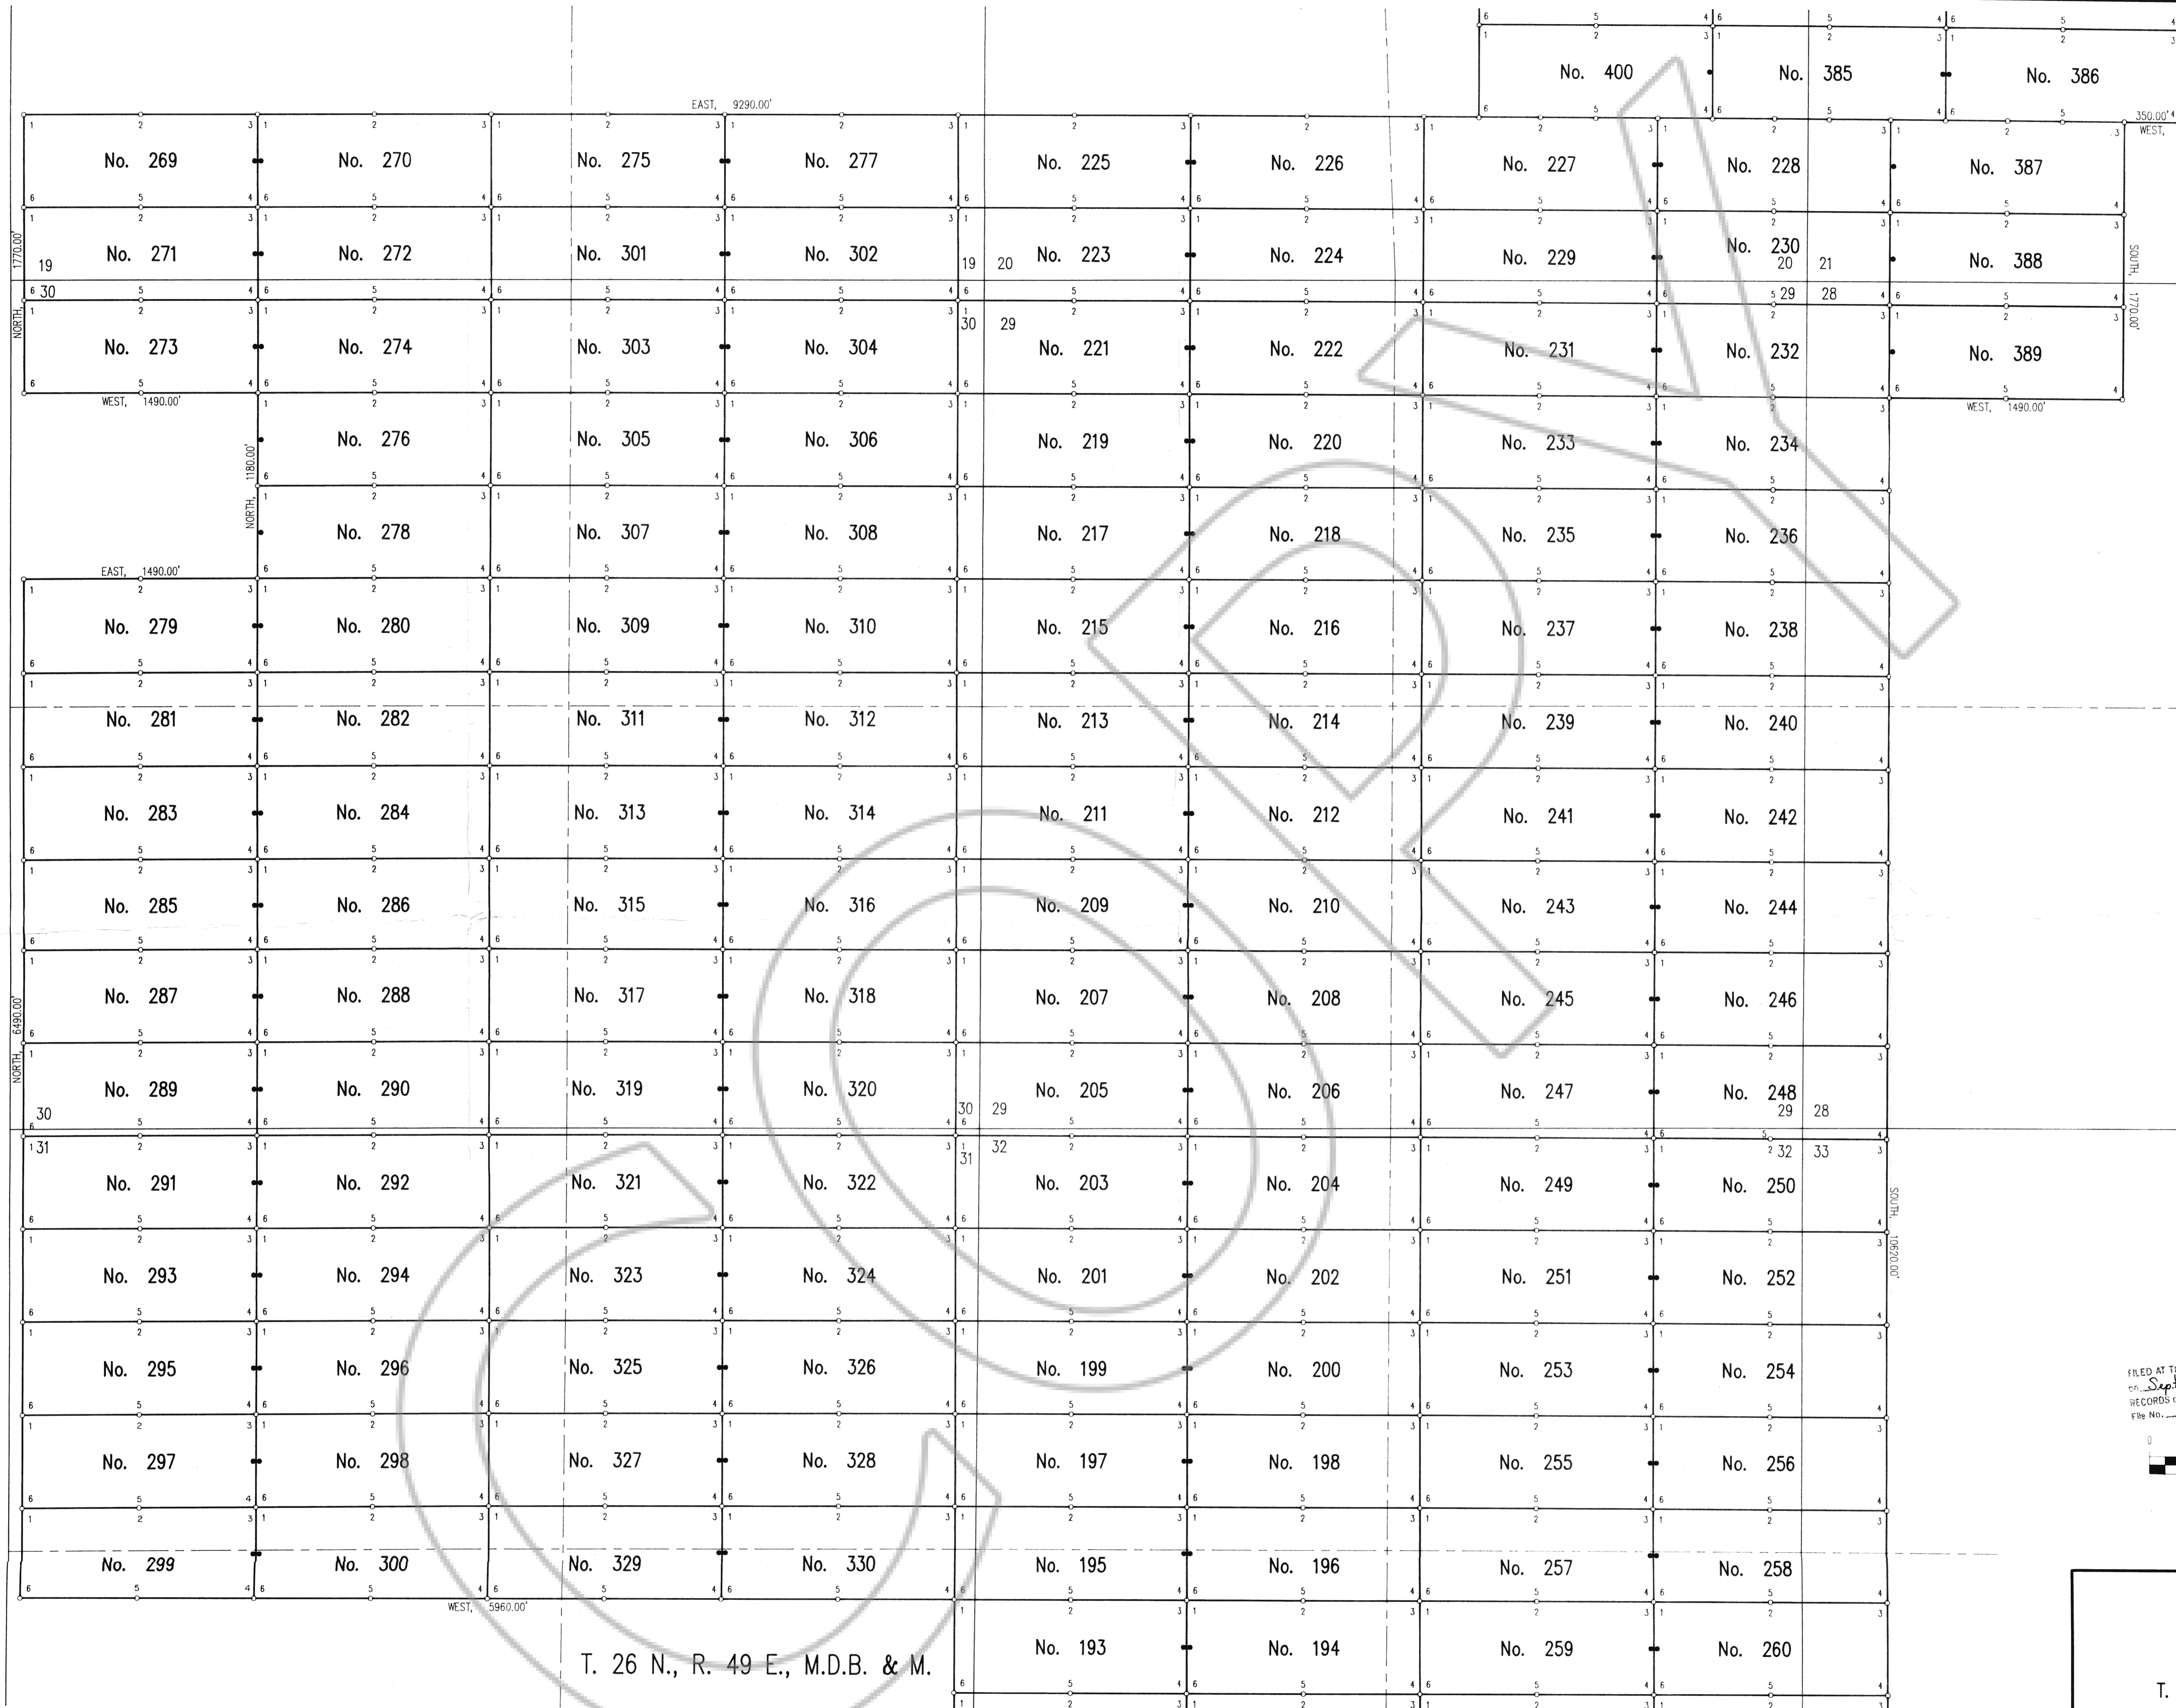 No. 400 No. 385 No. 386
EAST, 9290.00'
350.00'
WEST,
No. 269 No. 270 No. 275 No. 277 No. 225 No. 226 No. 227 No. 228 No. 387
No. 271 No. 272 No. 301 No. 302 No. 223 No. 224 No. 229 No. 230 No. 388
1770.00'
NORTH,
SOUTH, 1770.00'
19 19 20 20 21
30 30 29 29 28
No. 273 No. 274 No. 303 No. 304 No. 221 No. 222 No. 231 No. 232 No. 389
WEST, 1490.00'
WEST, 1490.00'
No. 276 No. 305 No. 306 No. 219 No. 220 No. 233 No. 234
NORTH, 1180.00'
No. 278 No. 307 No. 308 No. 217 No. 218 No. 235 No. 236
EAST, 1490.00'
No. 279 No. 280 No. 309 No. 310 No. 215 No. 216 No. 237 No. 238
No. 281 No. 282 No. 311 No. 312 No. 213 No. 214 No. 239 No. 240
No. 283 No. 284 No. 313 No. 314 No. 211 No. 212 No. 241 No. 242
No. 285 No. 286 No. 315 No. 316 No. 209 No. 210 No. 243 No. 244
No. 287 No. 288 No. 317 No. 318 No. 207 No. 208 No. 245 No. 246
NORTH, 6490.00'
No. 289 No. 290 No. 319 No. 320 No. 205 No. 206 No. 247 No. 248
30 30 29 29 28
31 31 32 32 33
No. 291 No. 292 No. 321 No. 322 No. 203 No. 204 No. 249 No. 250
SOUTH, 10620.00'
No. 293 No. 294 No. 323 No. 324 No. 201 No. 202 No. 251 No. 252
No. 295 No. 296 No. 325 No. 326 No. 199 No. 200 No. 253 No. 254
FILED AT
on Sept
RECORDS
File No.
0
No. 297 No. 298 No. 327 No. 328 No. 197 No. 198 No. 255 No. 256
No. 299 No. 300 No. 329 No. 330 No. 195 No. 196 No. 257 No. 258
WEST, 5960.00'
No. 193 No. 194 No. 259 No. 260
T. 26 N., R. 49 E., M.D.B. & M.
T.
COPY